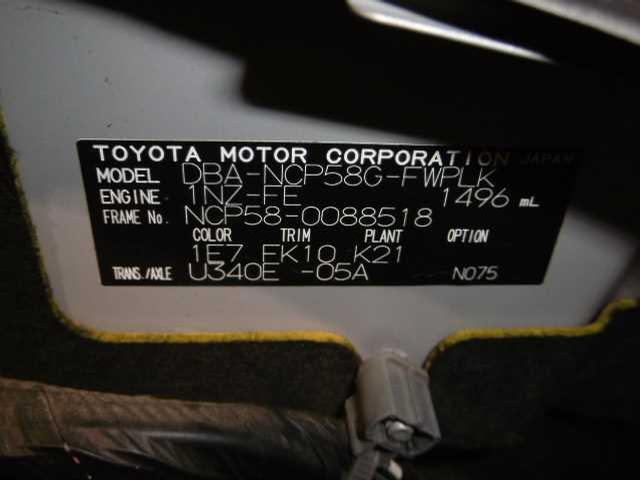 TOYOTA MOTOR CORPORATION JAPAN
MODEL DBA-NCP58G-FWPLK
ENGINE 1NZ-FE 1496 mL
FRAME No. NCP58-0088518
COLOR TRIM PLANT OPTION
1E7 FK10 K21
TRANS./AXLE U340E -05A NO75